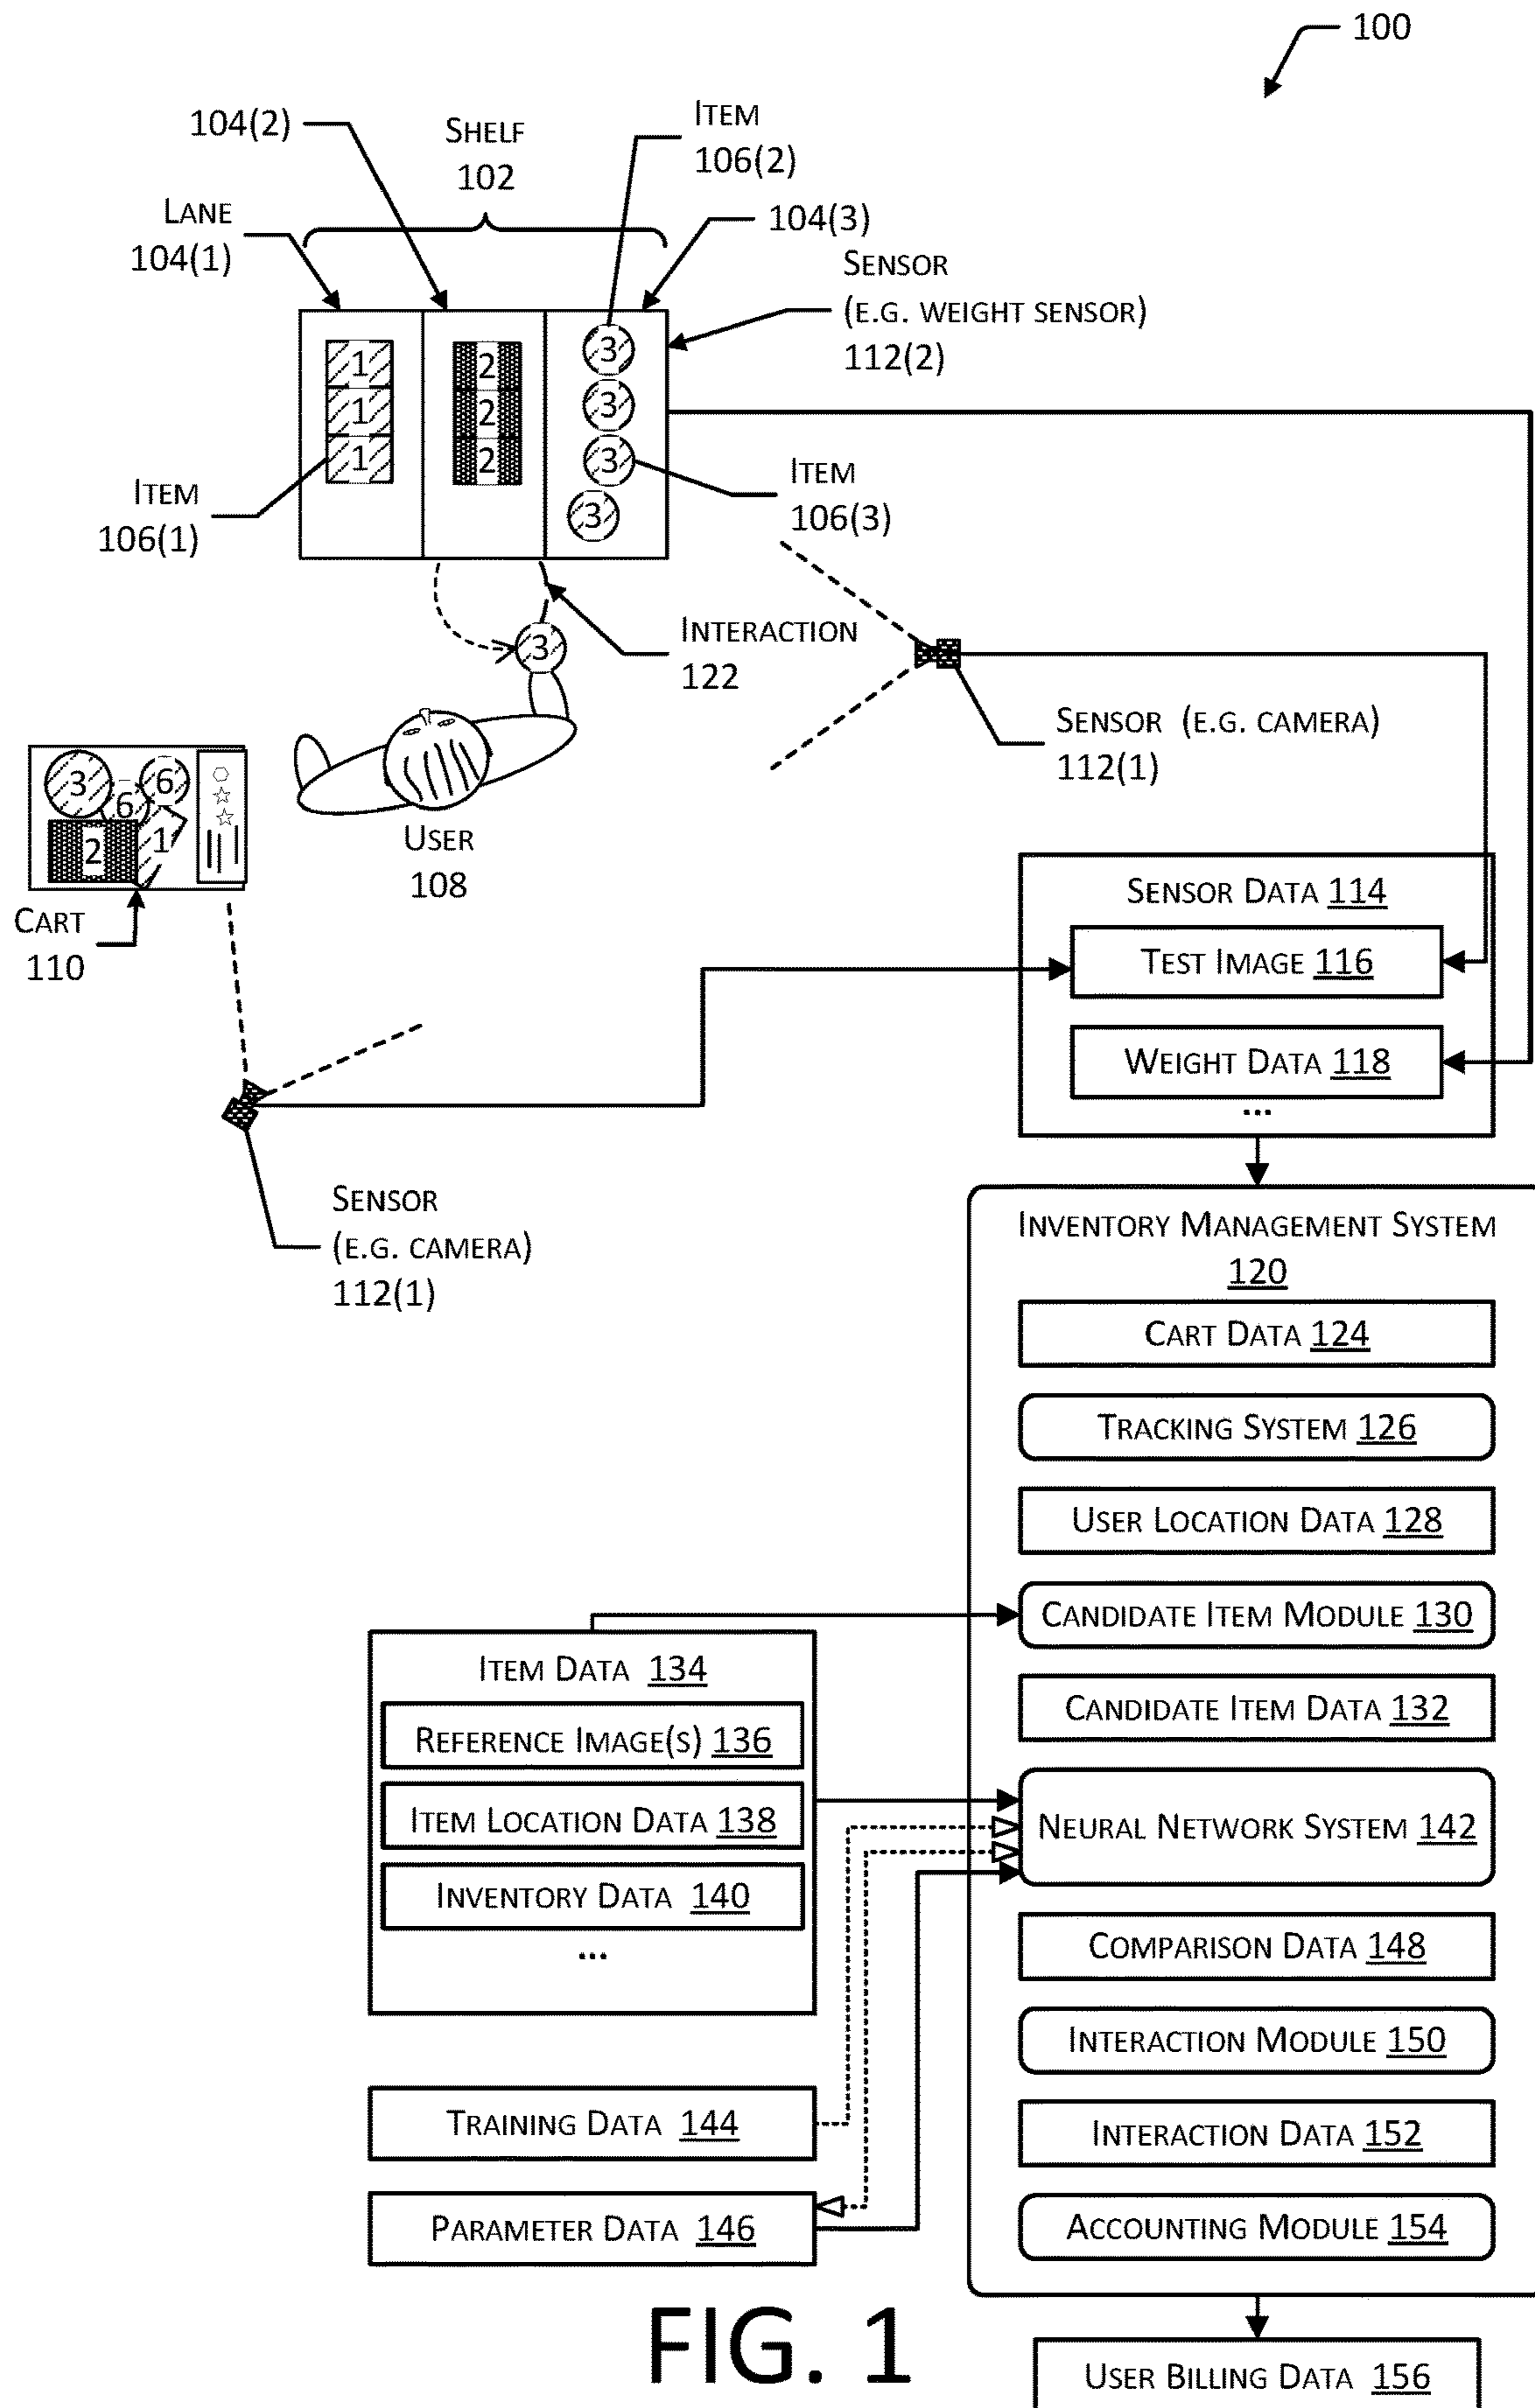 100
104(2)
SHELF
102
ITEM
106(2)
LANE
104(1)
104(3)
SENSOR
(E.G. WEIGHT SENSOR)
112(2)
1
1
1
2
2
2
3
3
3
3
ITEM
106(1)
ITEM
106(3)
3
INTERACTION
122
SENSOR (E.G. CAMERA)
112(1)
3
6
6
2
1
USER
108
CART
110
SENSOR DATA 114
TEST IMAGE 116
WEIGHT DATA 118
...
SENSOR
(E.G. CAMERA)
112(1)
INVENTORY MANAGEMENT SYSTEM
120
CART DATA 124
TRACKING SYSTEM 126
USER LOCATION DATA 128
CANDIDATE ITEM MODULE 130
CANDIDATE ITEM DATA 132
NEURAL NETWORK SYSTEM 142
COMPARISON DATA 148
INTERACTION MODULE 150
INTERACTION DATA 152
ACCOUNTING MODULE 154
ITEM DATA 134
REFERENCE IMAGE(S) 136
ITEM LOCATION DATA 138
INVENTORY DATA 140
...
TRAINING DATA 144
PARAMETER DATA 146
USER BILLING DATA 156
FIG. 1